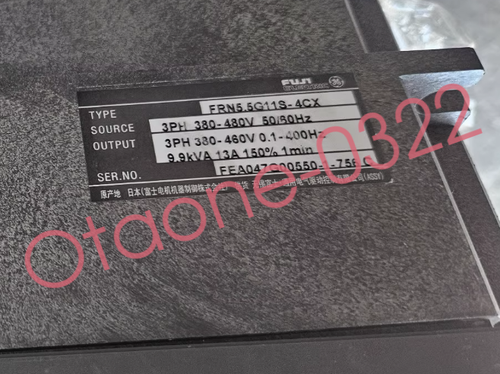 FUJI
TYPE FRN5.5G11S-4CX
SOURCE 3PH 380-480V 50/60Hz
OUTPUT 3PH 380-460V 0.1-400Hz
9.9kVA 13A 150% 1min
SER.NO.
原产地 日本(富士电机机器制御株式会社)
(ASSY)
Otaone-0322